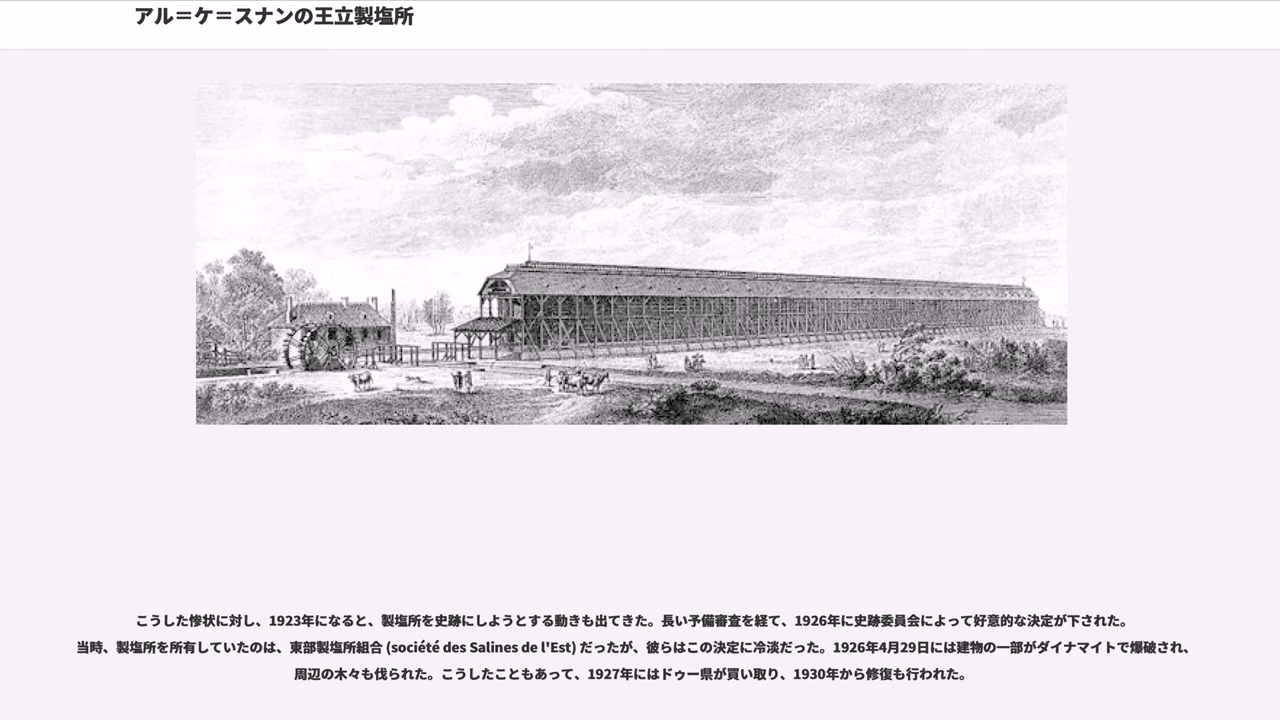 アル＝ケ＝スナンの王立製塩所
こうした惨状に対し、1923年になると、製塩所を史跡にしようとする動きも出てきた。長い予備審査を経て、1926年に史跡委員会によって好意的な決定が下された。
当時、製塩所を所有していたのは、東部製塩所組合 (société des Salines de l'Est) だったが、彼らはこの決定に冷淡だった。1926年4月29日には建物の一部がダイナマイトで爆破され、
周辺の木々も伐られた。こうしたこともあって、1927年にはドゥー県が買い取り、1930年から修復も行われた。